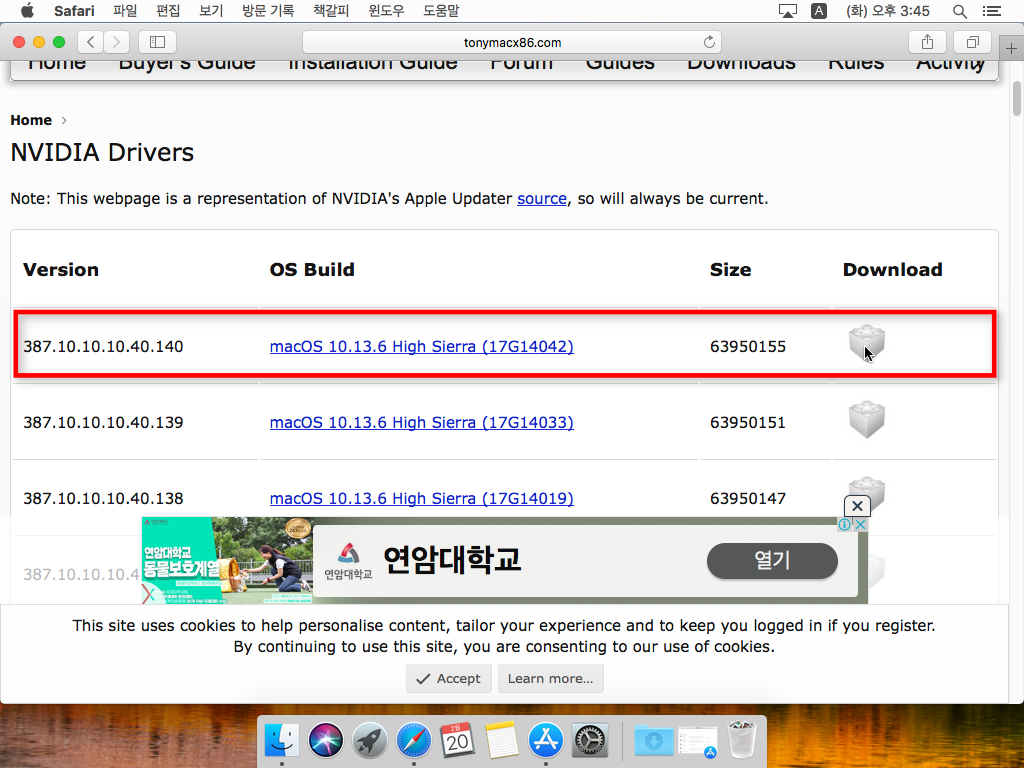 Safari 파일 편집 보기 방문 기록 책갈피 윈도우 도움말 A (화) 오후 3:45
tonymacx86.com
Home Buyer's Guide Installation Guide Forum Guides Downloads Rules Activity
Home
NVIDIA Drivers
Note: This webpage is a representation of NVIDIA's Apple Updater source, so will always be current.
Version OS Build Size Download
387.10.10.10.40.140 macOS 10.13.6 High Sierra (17G14042) 63950155
387.10.10.10.40.139 macOS 10.13.6 High Sierra (17G14033) 63950151
387.10.10.10.40.138 macOS 10.13.6 High Sierra (17G14019) 63950147
387.10.10.10.4
연암대학교
동물보호계열
연암대학교
연암대학교
열기
This site uses cookies to help personalise content, tailor your experience and to keep you logged in if you register.
By continuing to use this site, you are consenting to our use of cookies.
Accept Learn more...
2월
20